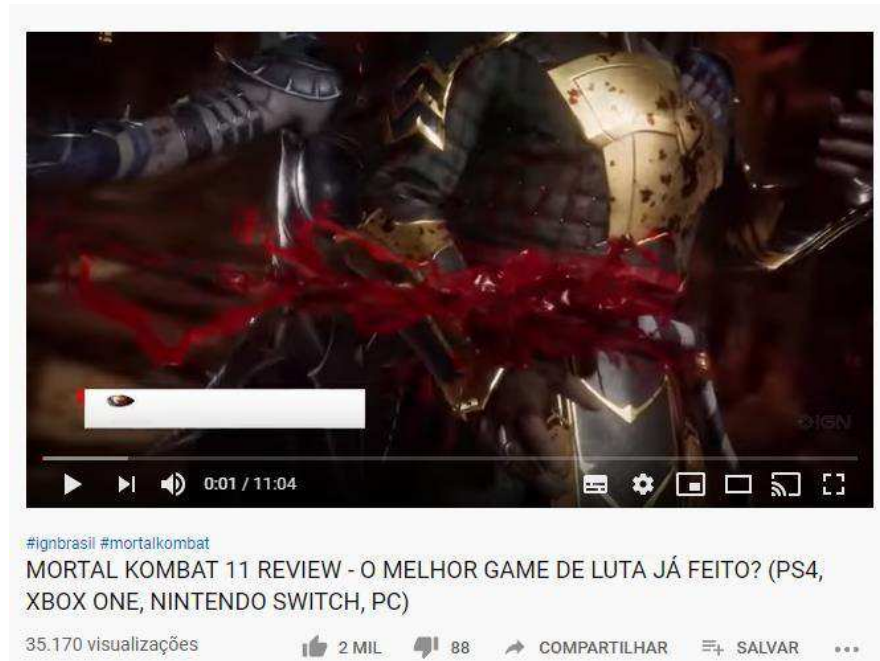 IGN
0:01 / 11:04
#ignbrasil #mortalkombat
MORTAL KOMBAT 11 REVIEW - O MELHOR GAME DE LUTA JÁ FEITO? (PS4,
XBOX ONE, NINTENDO SWITCH, PC)
35.170 visualizações 2 MIL 88 COMPARTILHAR SALVAR